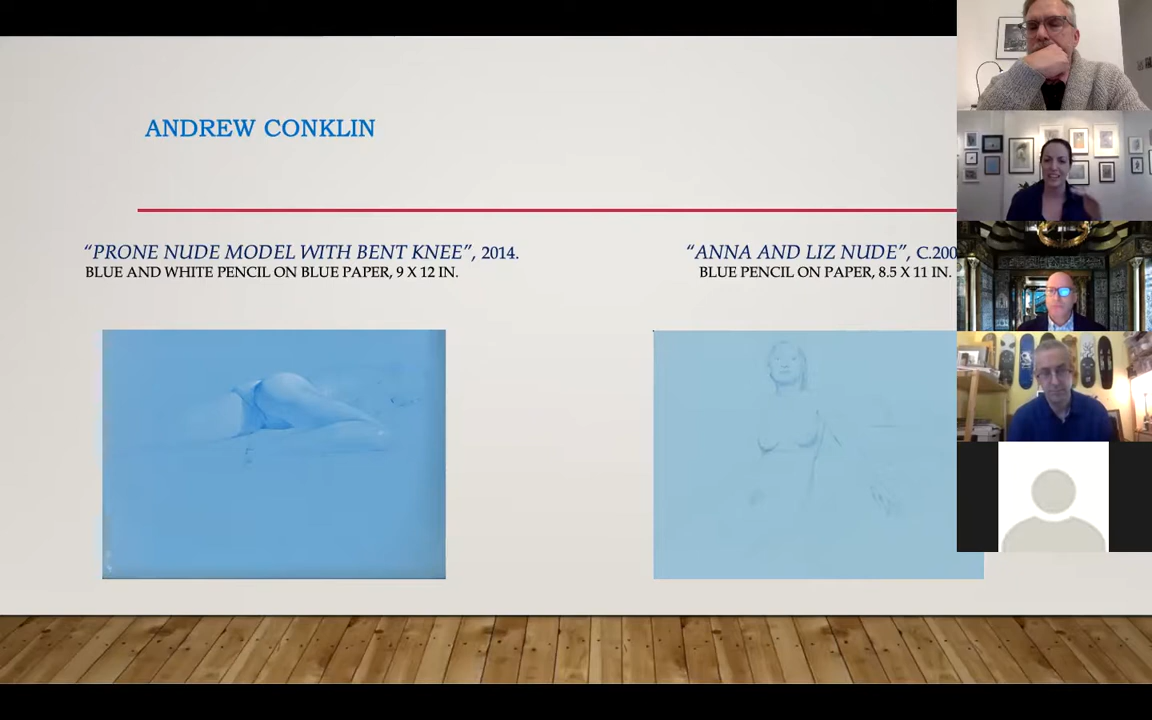 ANDREW CONKLIN
“PRONE NUDE MODEL WITH BENT KNEE”, 2014.
BLUE AND WHITE PENCIL ON BLUE PAPER, 9 X 12 IN.
“ANNA AND LIZ NUDE”, C.200
BLUE PENCIL ON PAPER, 8.5 X 11 IN.